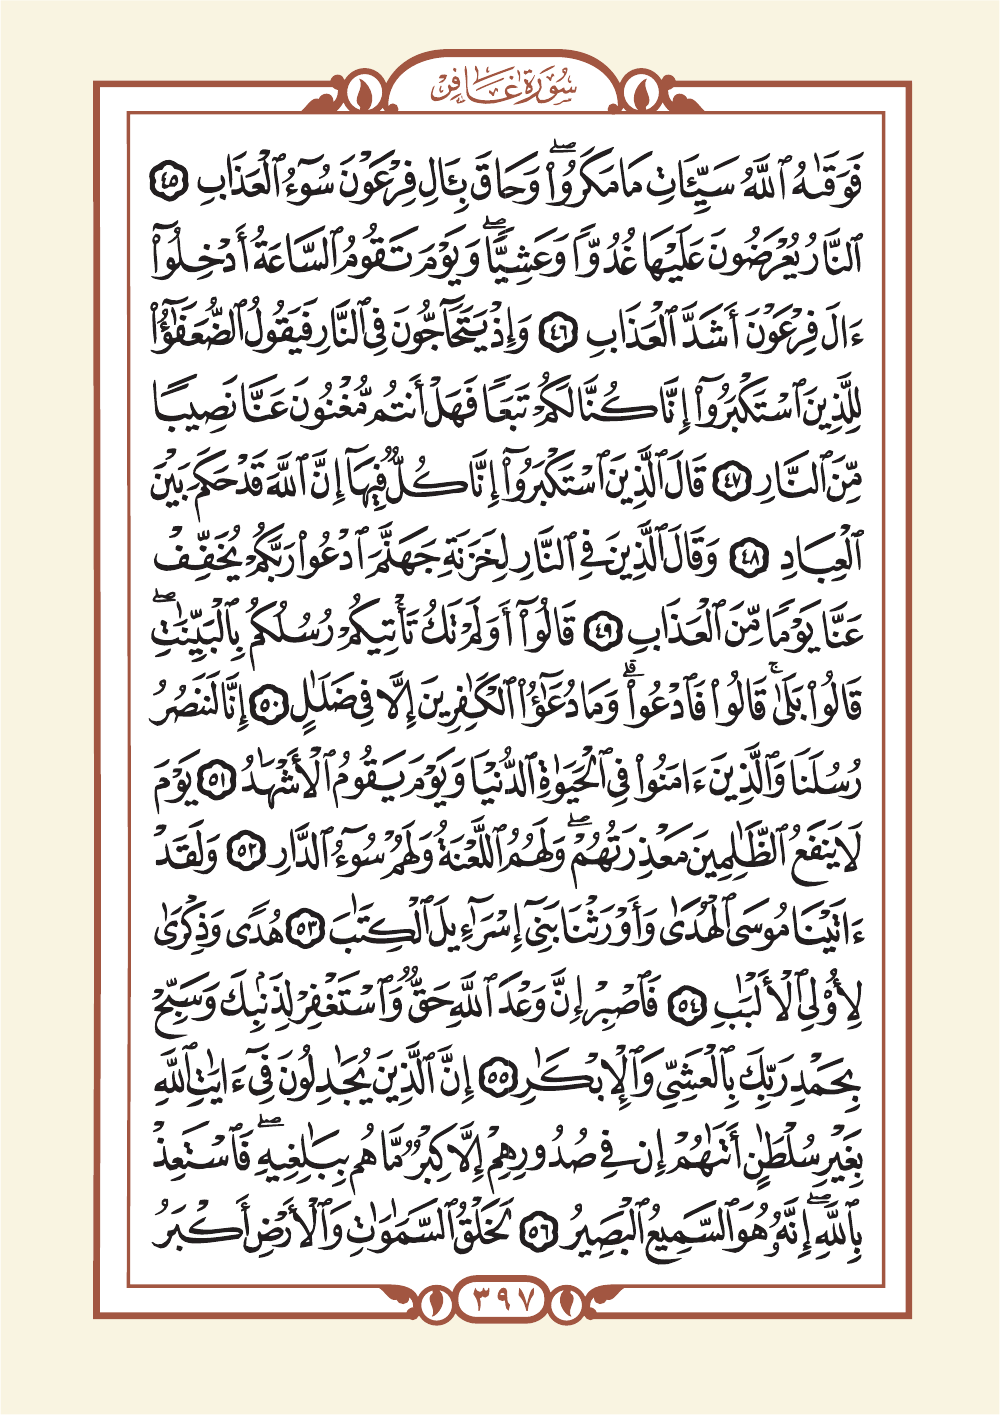 سُورَةُ غَافِر
فَوَقَىٰهُ ٱللَّهُ سَيِّـَٔاتِ مَا مَكَرُوا۟ۖ وَحَاقَ بِـَٔالِ فِرْعَوْنَ سُوٓءُ ٱلْعَذَابِ ٤٥
ٱلنَّارُ يُعْرَضُونَ عَلَيْهَا غُدُوًّا وَعَشِيًّاۖ وَيَوْمَ تَقُومُ ٱلسَّاعَةُ أَدْخِلُوٓا۟
ءَالَ فِرْعَوْنَ أَشَدَّ ٱلْعَذَابِ ٤٦ وَإِذْ يَتَحَآجُّونَ فِى ٱلنَّارِ فَيَقُولُ ٱلضُّعَفَـٰٓؤُا۟
لِلَّذِينَ ٱسْتَكْبَرُوٓا۟ إِنَّا كُنَّا لَكُمْ تَبَعًا فَهَلْ أَنتُم مُّغْنُونَ عَنَّا نَصِيبًا
مِّنَ ٱلنَّارِ ٤٧ قَالَ ٱلَّذِينَ ٱسْتَكْبَرُوٓا۟ إِنَّا كُلٌّ فِيهَآ إِنَّ ٱللَّهَ قَدْ حَكَمَ بَيْنَ
ٱلْعِبَادِ ٤٨ وَقَالَ ٱلَّذِينَ فِى ٱلنَّارِ لِخَزَنَةِ جَهَنَّمَ ٱدْعُوا۟ رَبَّكُمْ يُخَفِّفْ
عَنَّا يَوْمًا مِّنَ ٱلْعَذَابِ ٤٩ قَالُوٓا۟ أَوَلَمْ تَكُ تَأْتِيكُمْ رُسُلُكُم بِٱلْبَيِّنَـٰتِۖ
قَالُوا۟ بَلَىٰۚ قَالُوا۟ فَٱدْعُوا۟ۗ وَمَا دُعَـٰٓؤُا۟ ٱلْكَـٰفِرِينَ إِلَّا فِى ضَلَـٰلٍ ٥٠ إِنَّا لَنَنصُرُ
رُسُلَنَا وَٱلَّذِينَ ءَامَنُوا۟ فِى ٱلْحَيَوٰةِ ٱلدُّنْيَا وَيَوْمَ يَقُومُ ٱلْأَشْهَـٰدُ ٥١ يَوْمَ
لَا يَنفَعُ ٱلظَّـٰلِمِينَ مَعْذِرَتُهُمْۖ وَلَهُمُ ٱللَّعْنَةُ وَلَهُمْ سُوٓءُ ٱلدَّارِ ٥٢ وَلَقَدْ
ءَاتَيْنَا مُوسَى ٱلْهُدَىٰ وَأَوْرَثْنَا بَنِىٓ إِسْرَٰٓءِيلَ ٱلْكِتَـٰبَ ٥٣ هُدًى وَذِكْرَىٰ
لِأُو۟لِى ٱلْأَلْبَـٰبِ ٥٤ فَٱصْبِرْ إِنَّ وَعْدَ ٱللَّهِ حَقٌّ وَٱسْتَغْفِرْ لِذَنۢبِكَ وَسَبِّحْ
بِحَمْدِ رَبِّكَ بِٱلْعَشِىِّ وَٱلْإِبْكَـٰرِ ٥٥ إِنَّ ٱلَّذِينَ يُجَـٰدِلُونَ فِىٓ ءَايَـٰتِ ٱللَّهِ
بِغَيْرِ سُلْطَـٰنٍ أَتَىٰهُمْ إِن فِى صُدُورِهِمْ إِلَّا كِبْرٌ مَّا هُم بِبَـٰلِغِيهِۖ فَٱسْتَعِذْ
بِٱللَّهِۖ إِنَّهُۥ هُوَ ٱلسَّمِيعُ ٱلْبَصِيرُ ٥٦ لَخَلْقُ ٱلسَّمَـٰوَٰتِ وَٱلْأَرْضِ أَكْبَرُ
٣٩٧